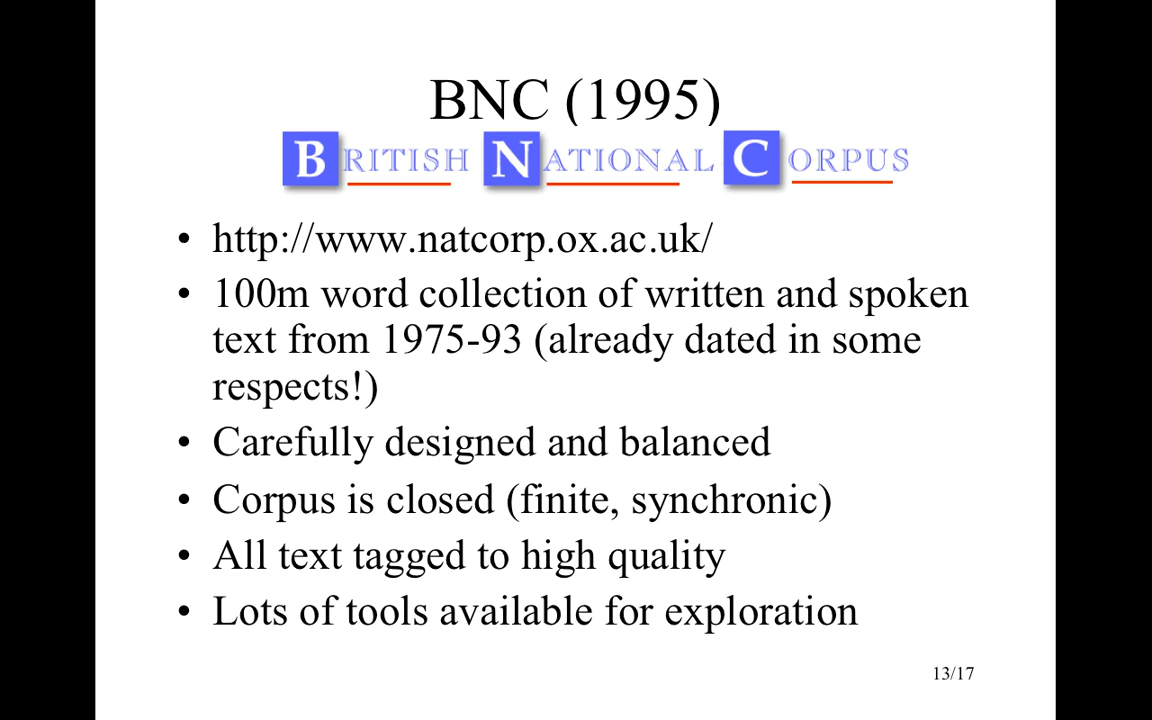 BNC (1995)
BRITISH NATIONAL CORPUS
• http://www.natcorp.ox.ac.uk/
• 100m word collection of written and spoken
text from 1975-93 (already dated in some
respects!)
• Carefully designed and balanced
• Corpus is closed (finite, synchronic)
• All text tagged to high quality
• Lots of tools available for exploration
13/17